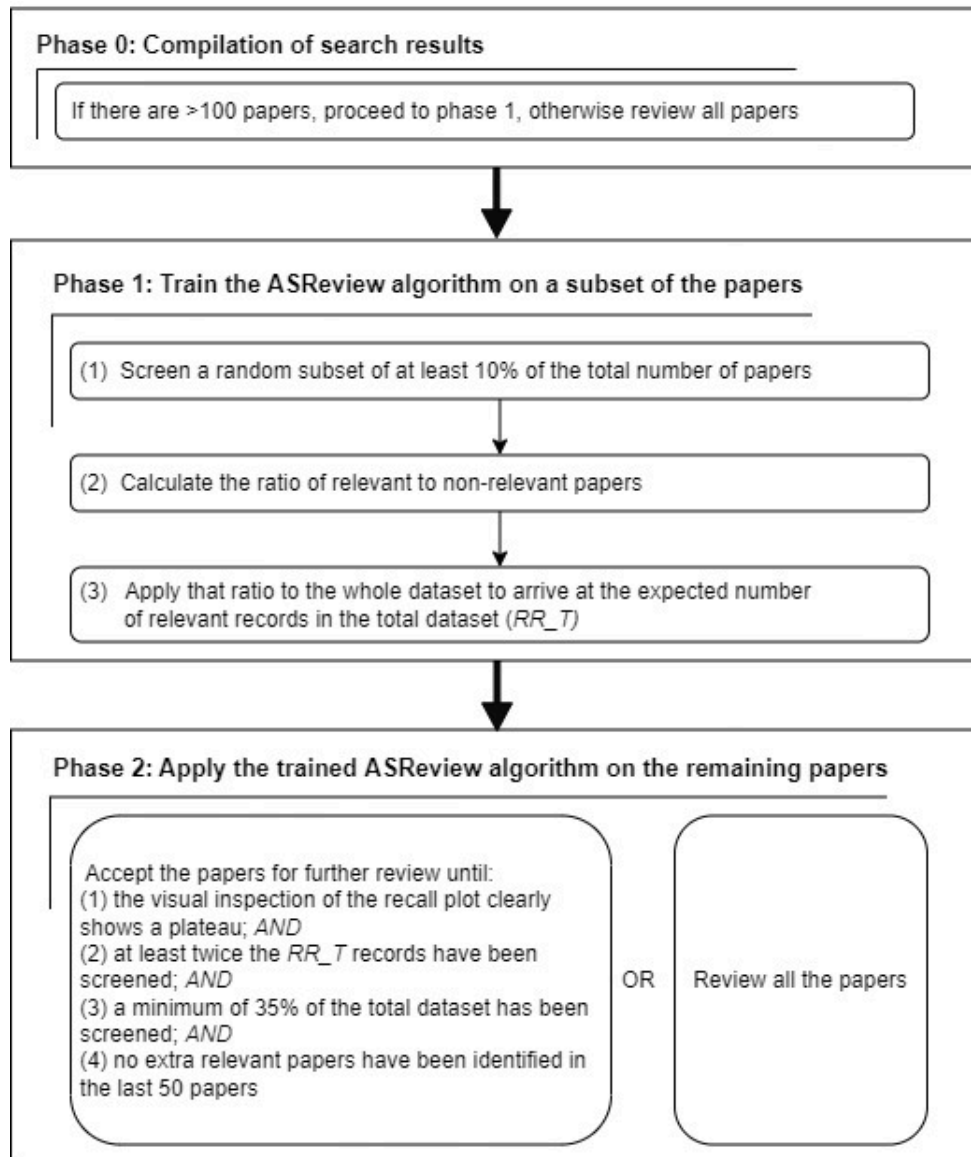 Phase 0: Compilation of search results
If there are >100 papers, proceed to phase 1, otherwise review all papers
Phase 1: Train the ASReview algorithm on a subset of the papers
(1) Screen a random subset of at least 10% of the total number of papers
(2) Calculate the ratio of relevant to non-relevant papers
(3) Apply that ratio to the whole dataset to arrive at the expected number
of relevant records in the total dataset (RR_T)
Phase 2: Apply the trained ASReview algorithm on the remaining papers
Accept the papers for further review until:
(1) the visual inspection of the recall plot clearly
shows a plateau; AND
(2) at least twice the RR_T records have been
screened; AND
(3) a minimum of 35% of the total dataset has been
screened; AND
(4) no extra relevant papers have been identified in
the last 50 papers
OR
Review all the papers